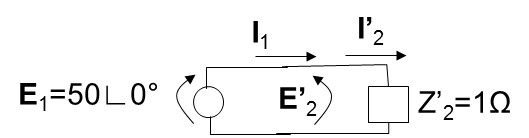 I₁
I'₂
E₁=50∟0°
E'₂
Z'₂=1Ω